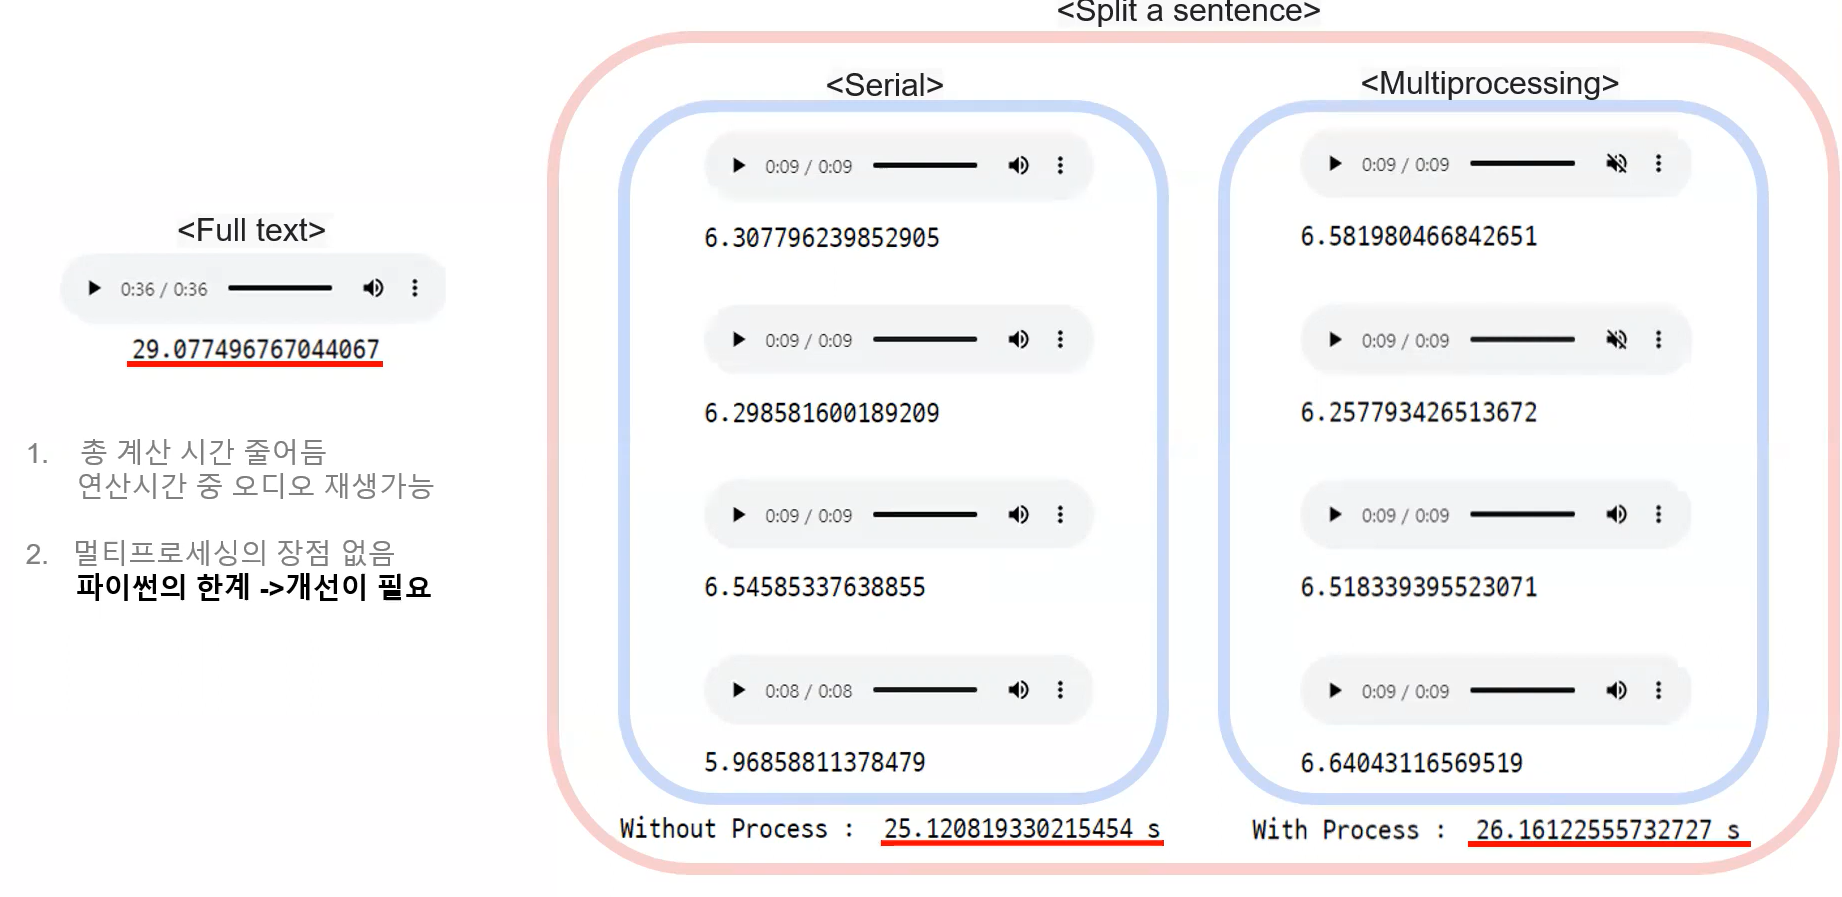 <Split a sentence>
<Full text>
0:36 / 0:36
29.077496767044067
1. 총 계산 시간 줄어듬
연산시간 중 오디오 재생가능
2. 멀티프로세싱의 장점 없음
파이썬의 한계 ->개선이 필요
<Serial>
0:09 / 0:09
6.307796239852905
0:09 / 0:09
6.298581600189209
0:09 / 0:09
6.54585337638855
0:08 / 0:08
5.96858811378479
Without Process : 25.120819330215454 s
<Multiprocessing>
0:09 / 0:09
6.581980466842651
0:09 / 0:09
6.257793426513672
0:09 / 0:09
6.518339395523071
0:09 / 0:09
6.64043116569519
With Process : 26.16122555732727 s